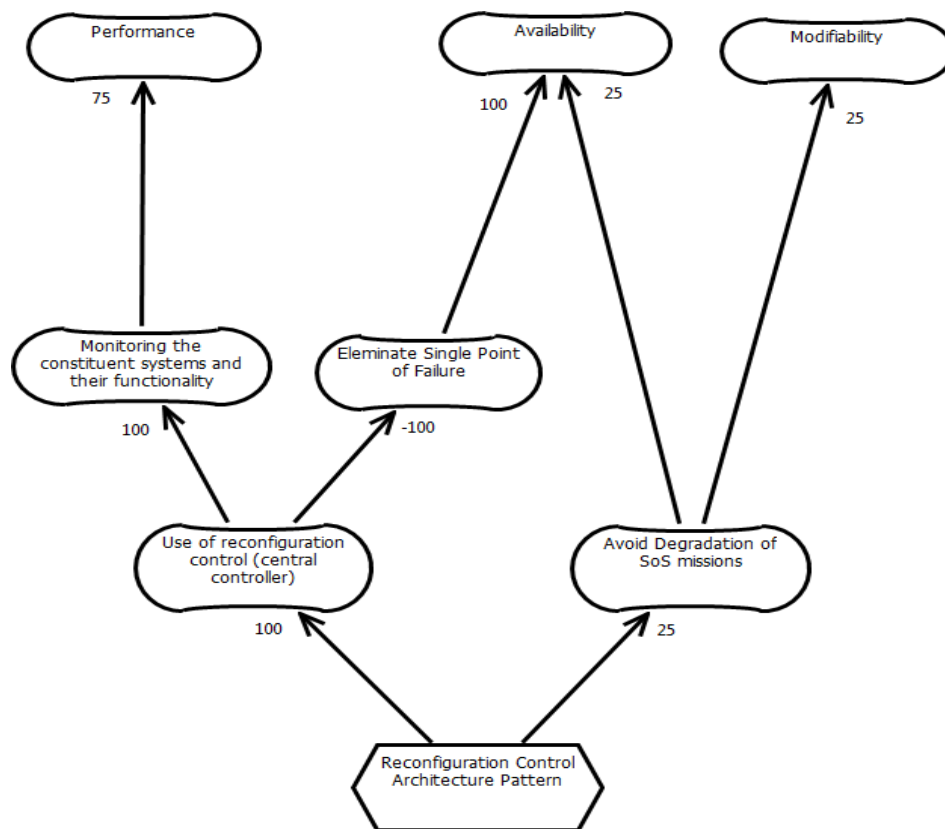 Performance
Availability
Modifiability
75
100
25
25
Monitoring the
constituent systems and
their functionality
Eleminate Single Point
of Failure
100
-100
Use of reconfiguration
control (central
controller)
Avoid Degradation of
SoS missions
100
25
Reconfiguration Control
Architecture Pattern